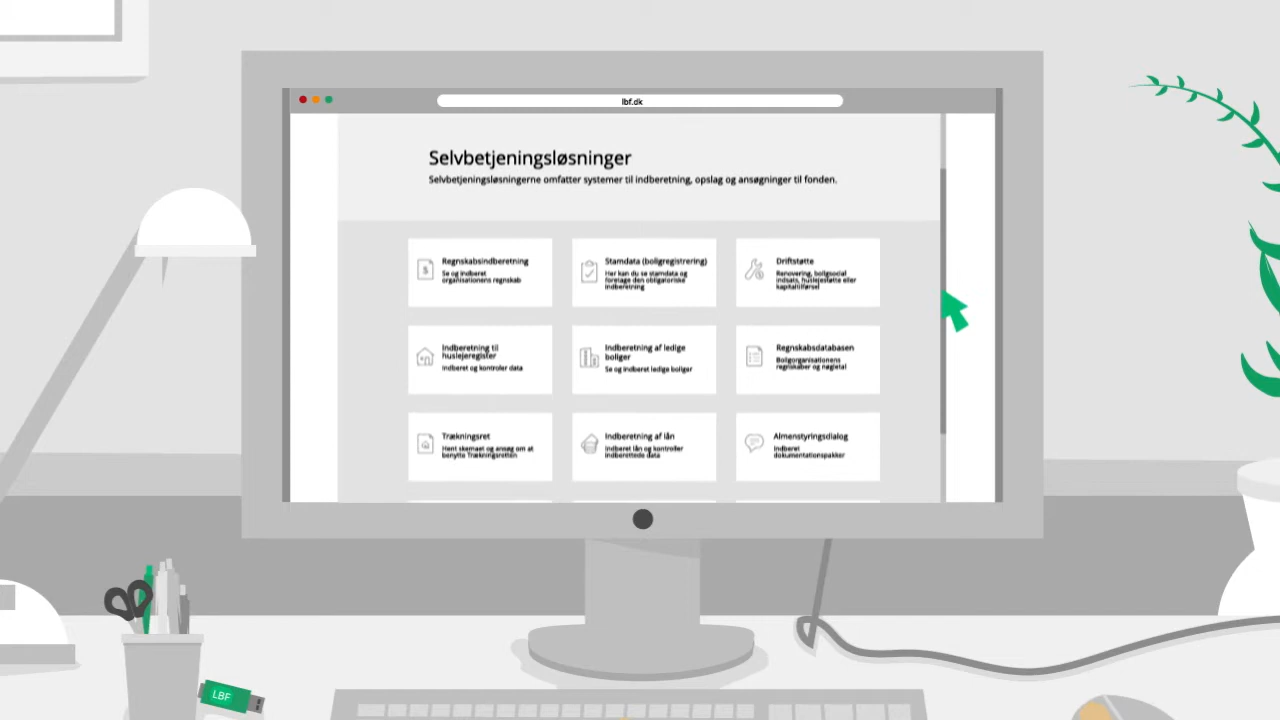 lbf.dk
Selvbetjeningsløsninger
Selvbetjeningsløsningerne omfatter systemer til indberetning, opslag og ansøgninger til fonden.
Regnskabsindberetning
Se og indberet
organisationens regnskab
Stamdata (boligregistrering)
Her kan du se stamdata og
foretage den obligatoriske
indberetning
Driftstøtte
Renovering, boligsocial
indsats, huslejestøtte eller
kapitaltilførsel
Indberetning til
huslejeregister
Indberet og kontroler data
Indberetning af ledige
boliger
Se og indberet ledige boliger
Regnskabsdatabasen
Boligorganisationens
regnskaber og nøgletal
Trækningsret
Hent skemaet og ansøg om at
benytte Trækningsretten
Indberetning af lån
Indberet lån og kontroller
indberettede data
Almenstyringsdialog
Indberet
dokumentationspakker
LBF